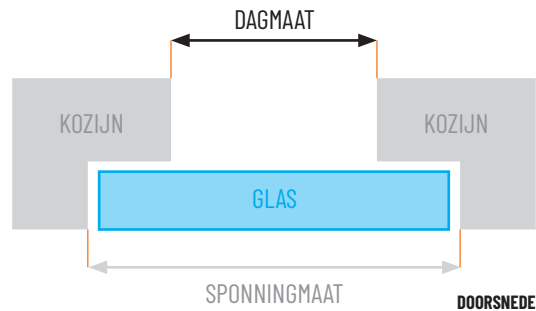 DAGMAAT
KOZIJN
KOZIJN
GLAS
SPONNINGMAAT
DOORSNEDE